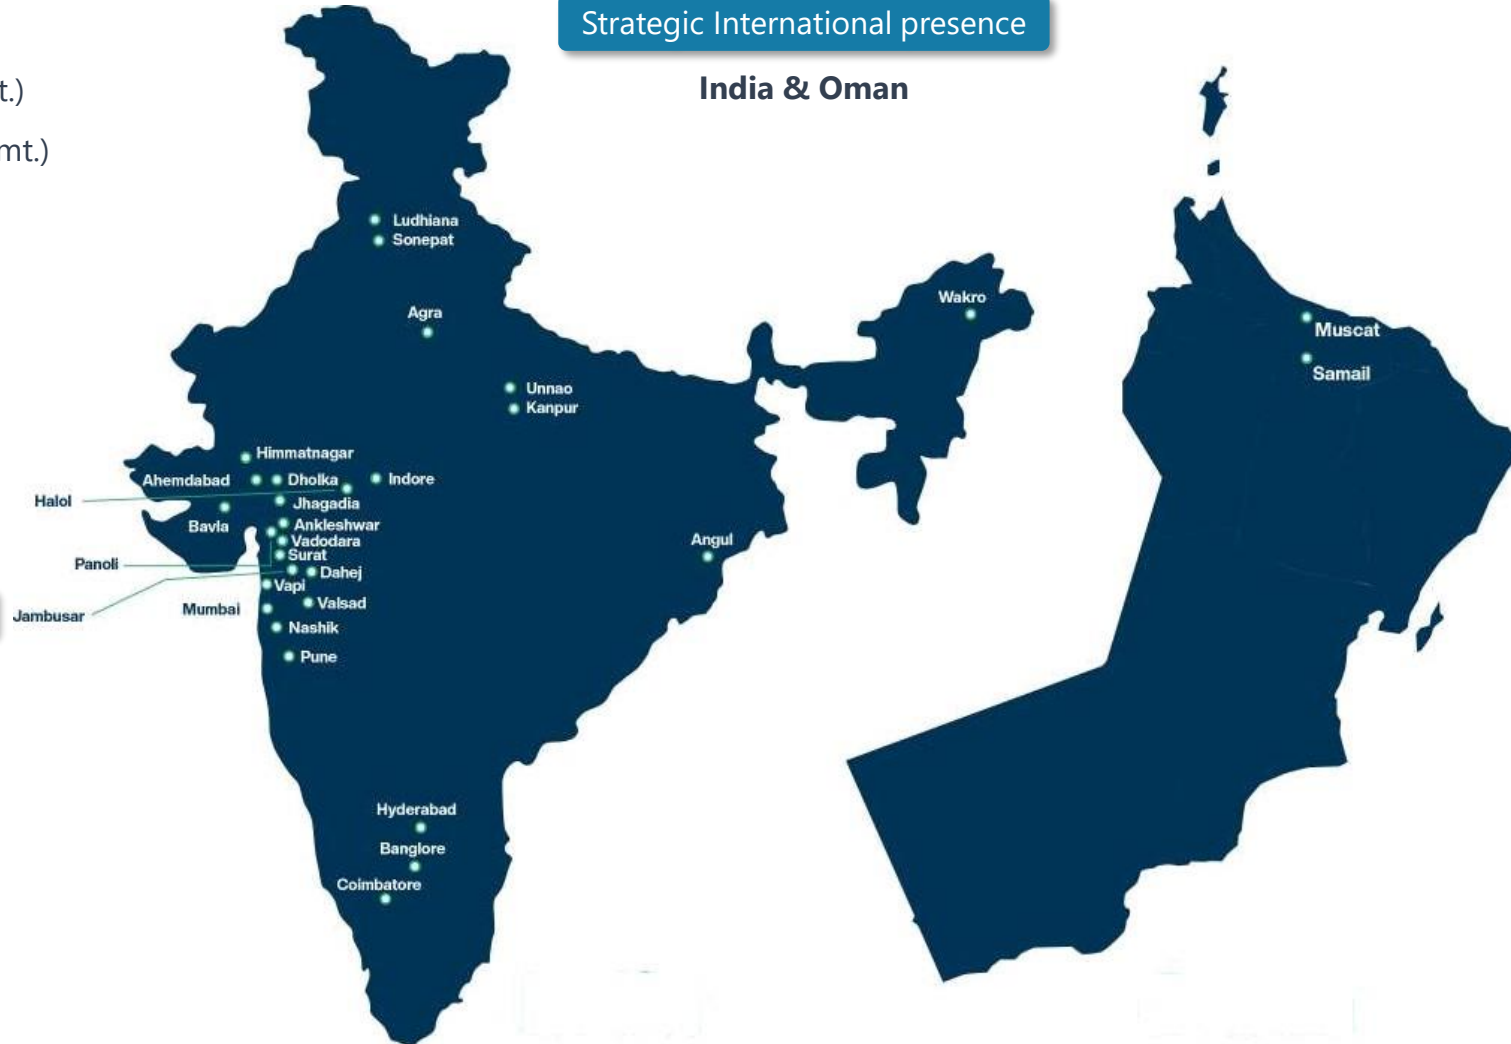 Strategic International presence
India & Oman
t.)
mt.)
Ludhiana
Sonepat
Agra
Wakro
Muscat
Samail
Unnao
Kanpur
Himmatnagar
Ahemdabad
Dholka
Indore
Halol
Jhagadia
Bavla
Ankleshwar
Vadodara
Angul
Surat
Panoli
Dahej
Vapi
Jambusar
Mumbai
Valsad
Nashik
Pune
Hyderabad
Banglore
Coimbatore